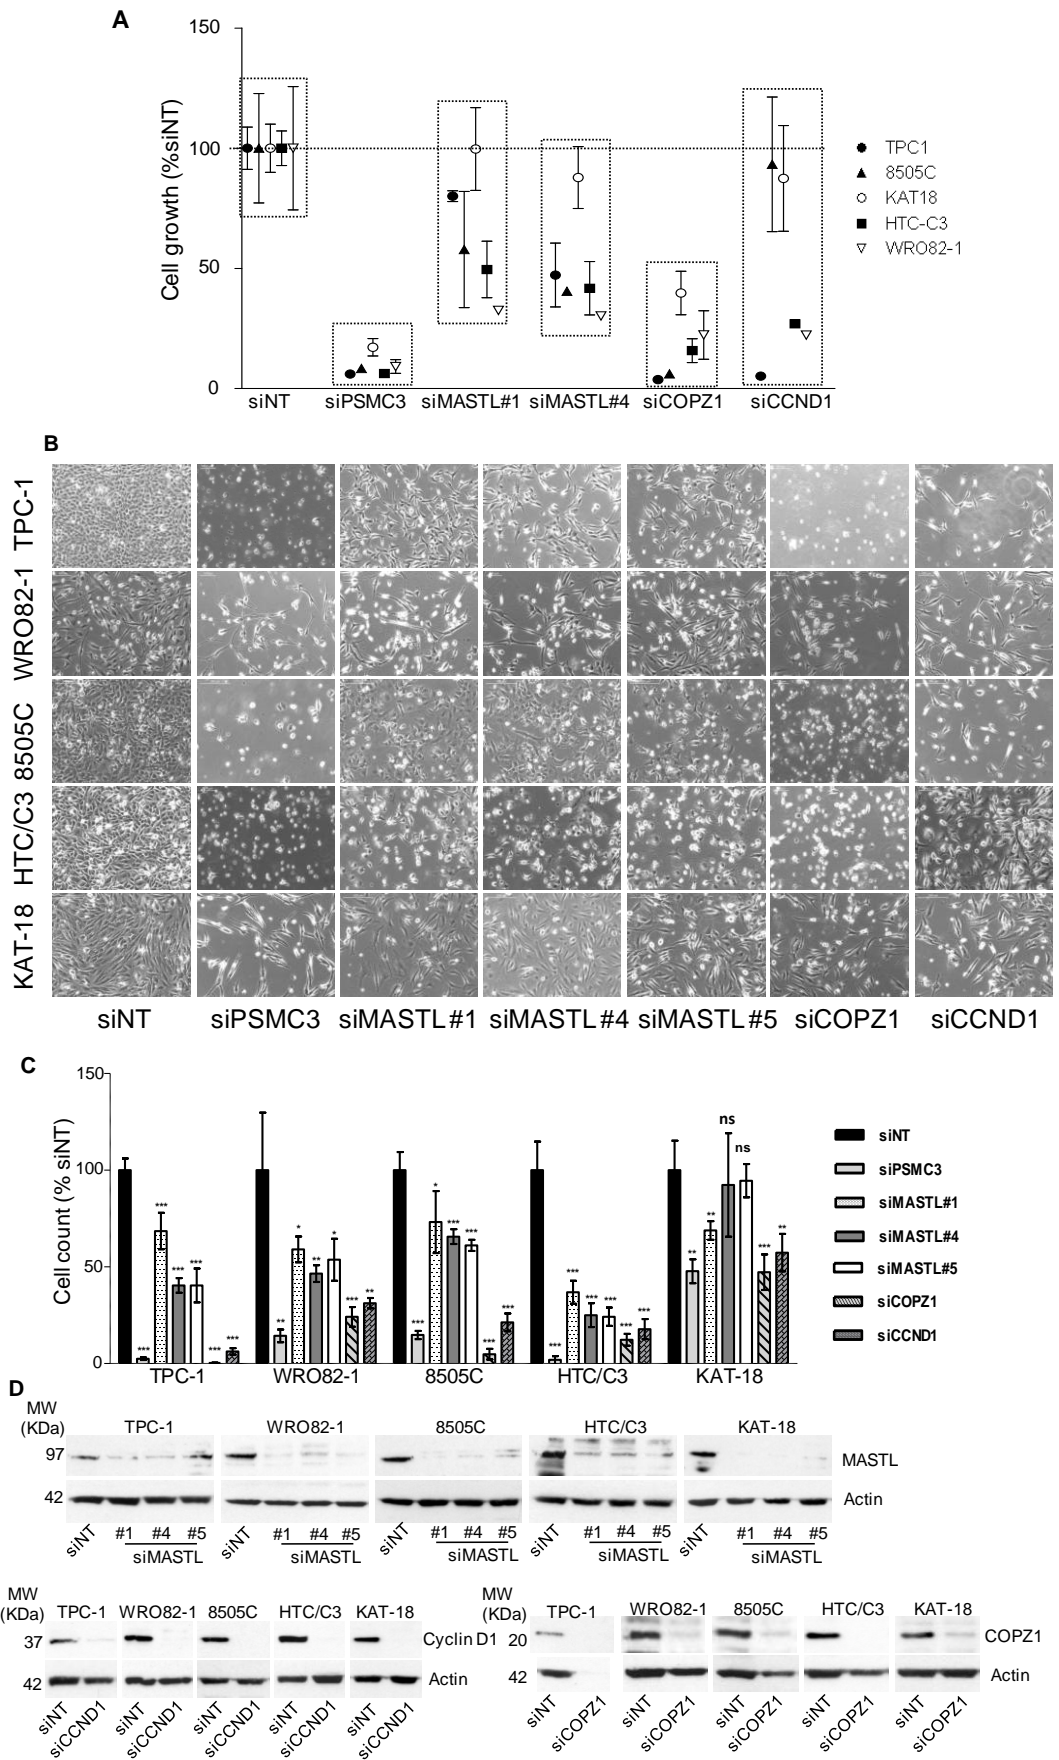 A
150
100
50
0
Cell growth (%siNT)
siNT siPSMC3 siMASTL#1 siMASTL#4 siCOPZ1 siCCND1
TPC1
8505C
KAT18
HTC-C3
WRO82-1
B
TPC-1
WRO82-1
8505C
HTC/C3
KAT-18
siNT siPSMC3 siMASTL#1 siMASTL#4 siMASTL#5 siCOPZ1 siCCND1
C
150
100
50
0
Cell count (% siNT)
*** *** *** *** *** ***
** * ** * *** **
*** * *** *** *** ***
*** *** *** *** *** ***
** ** ns ns *** **
TPC-1 WRO82-1 8505C HTC/C3 KAT-18
siNT
siPSMC3
siMASTL#1
siMASTL#4
siMASTL#5
siCOPZ1
siCCND1
D
MW
(KDa)
TPC-1 WRO82-1 8505C HTC/C3 KAT-18
97 MASTL
42 Actin
siNT #1 #4 #5 siNT #1 #4 #5 siNT #1 #4 #5 siNT #1 #4 #5 siNT #1 #4 #5
siMASTL siMASTL siMASTL siMASTL siMASTL
MW
(KDa)
TPC-1 WRO82-1 8505C HTC/C3 KAT-18
37 Cyclin D1
42 Actin
siNT siCCND1 siNT siCCND1 siNT siCCND1 siNT siCCND1 siNT siCCND1
MW
(KDa)
TPC-1 WRO82-1 8505C HTC/C3 KAT-18
20 COPZ1
42 Actin
siNT siCOPZ1 siNT siCOPZ1 siNT siCOPZ1 siNT siCOPZ1 siNT siCOPZ1